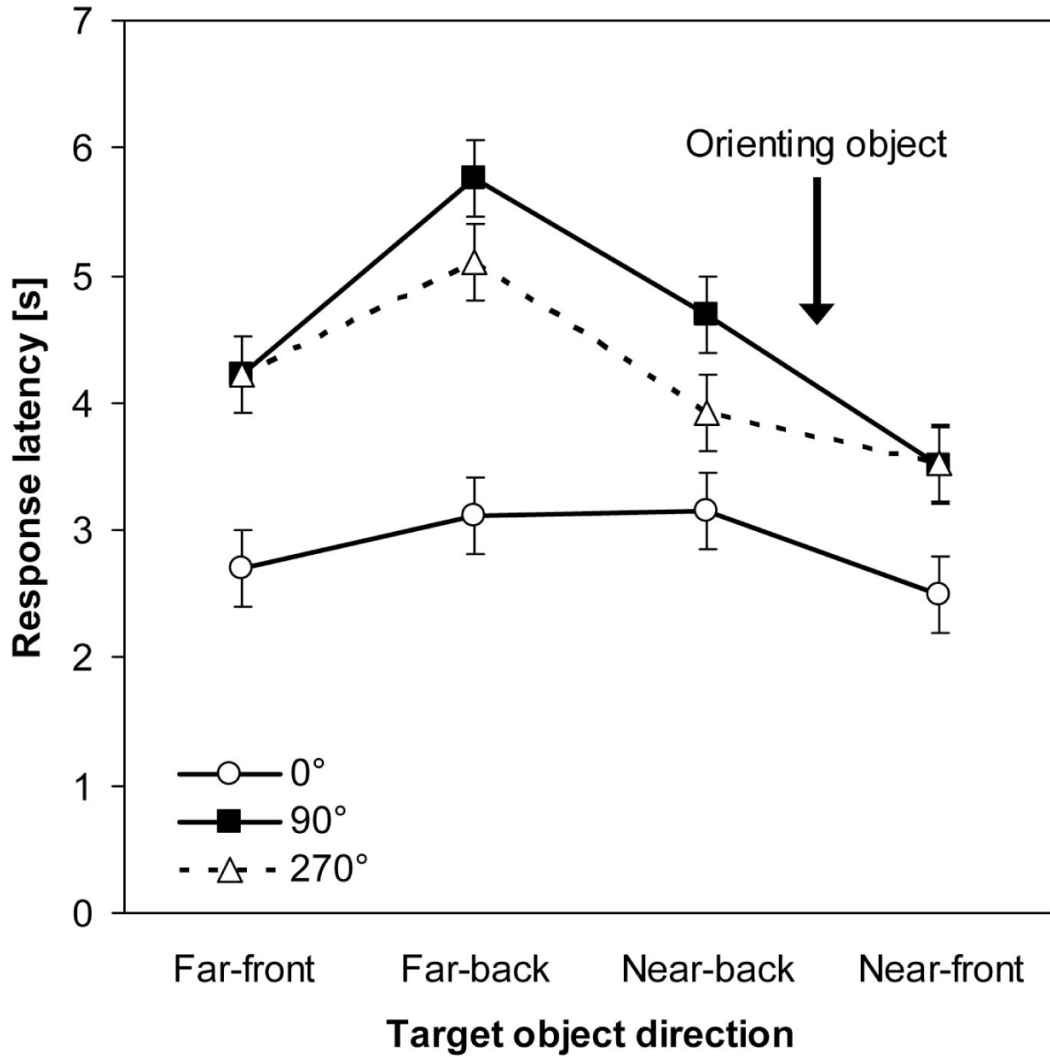 7
6
5
4
3
2
1
0
Response latency [s]
Orienting object
0°
90°
270°
Far-front Far-back Near-back Near-front
Target object direction